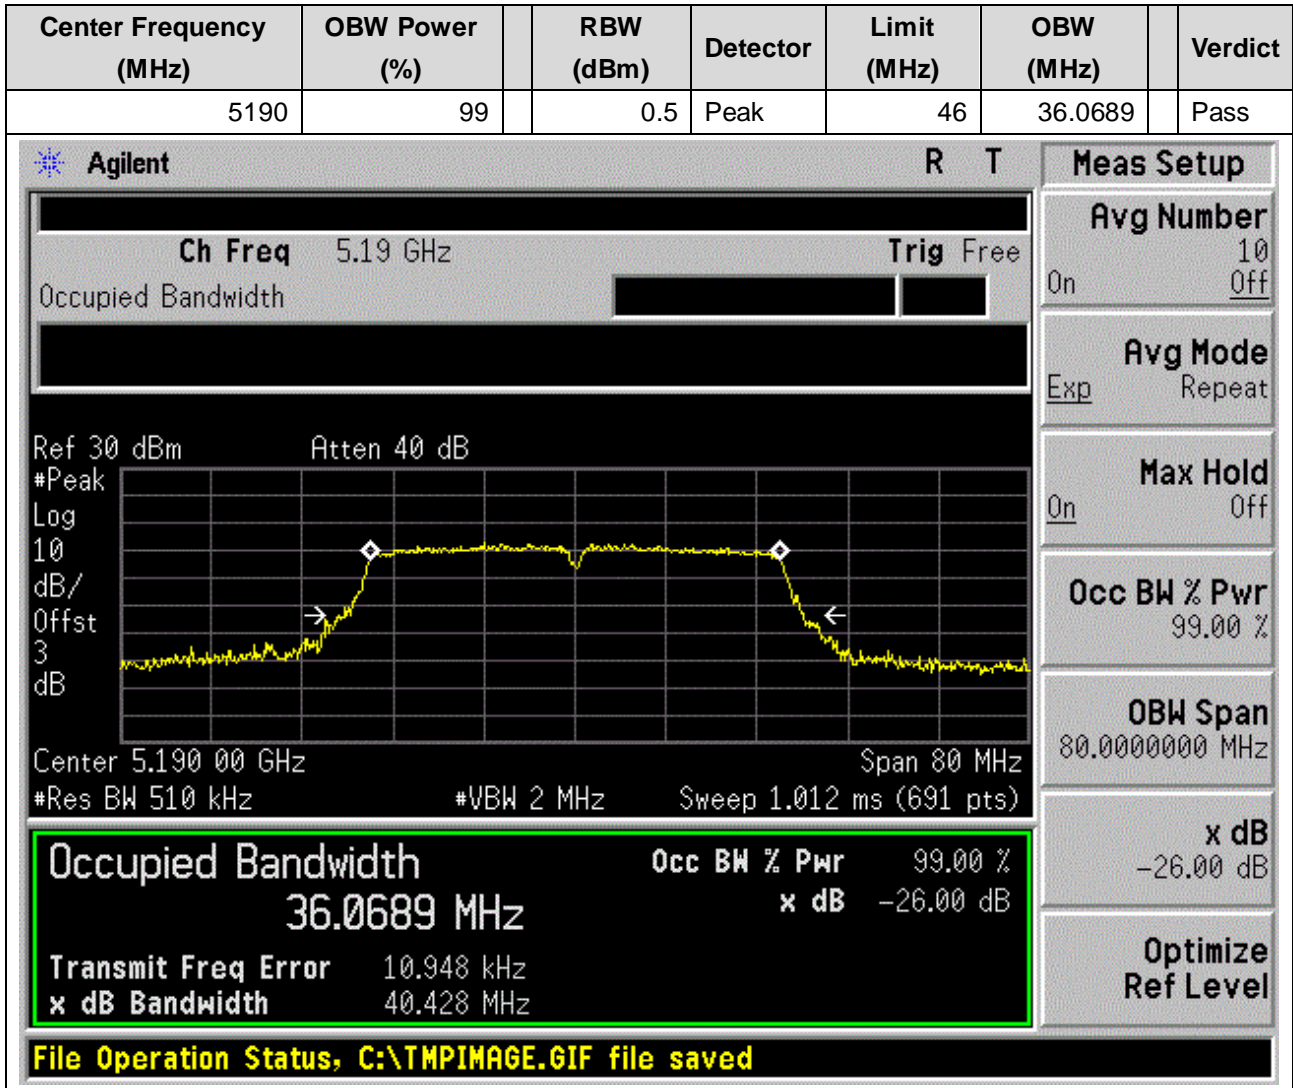 Center Frequency (MHz) OBW Power (%) RBW (dBm) Detector Limit (MHz) OBW (MHz) Verdict
5190 99 0.5 Peak 46 36.0689 Pass
Agilent R T
Ch Freq 5.19 GHz Trig Free
Occupied Bandwidth
Ref 30 dBm Atten 40 dB
#Peak
Log
10
dB/
Offst
3
dB
Center 5.190 00 GHz Span 80 MHz
#Res BW 510 kHz #VBW 2 MHz Sweep 1.012 ms (691 pts)
Occupied Bandwidth
36.0689 MHz
Occ BW % Pwr 99.00 %
x dB -26.00 dB
Transmit Freq Error 10.948 kHz
x dB Bandwidth 40.428 MHz
File Operation Status, C:\TMPIMAGE.GIF file saved
Meas Setup
Avg Number
10
On Off
Avg Mode
Exp Repeat
Max Hold
On Off
Occ BW % Pwr
99.00 %
OBW Span
80.0000000 MHz
x dB
-26.00 dB
Optimize
Ref Level